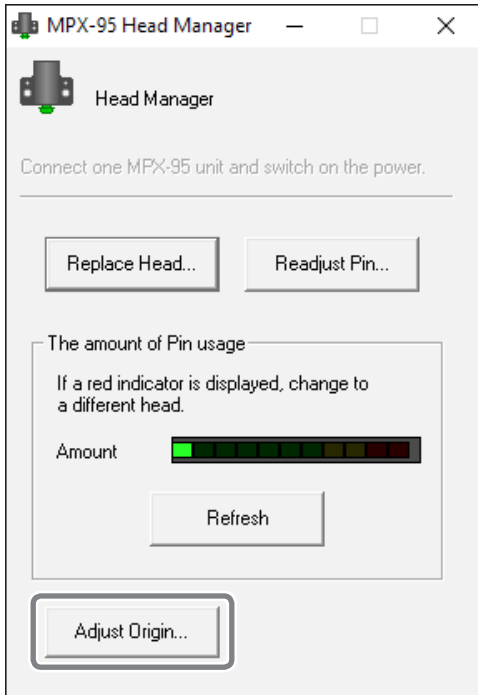 MPX-95 Head Manager
Head Manager
Connect one MPX-95 unit and switch on the power.
Replace Head... Readjust Pin...
The amount of Pin usage
If a red indicator is displayed, change to
a different head.
Amount
Refresh
Adjust Origin...